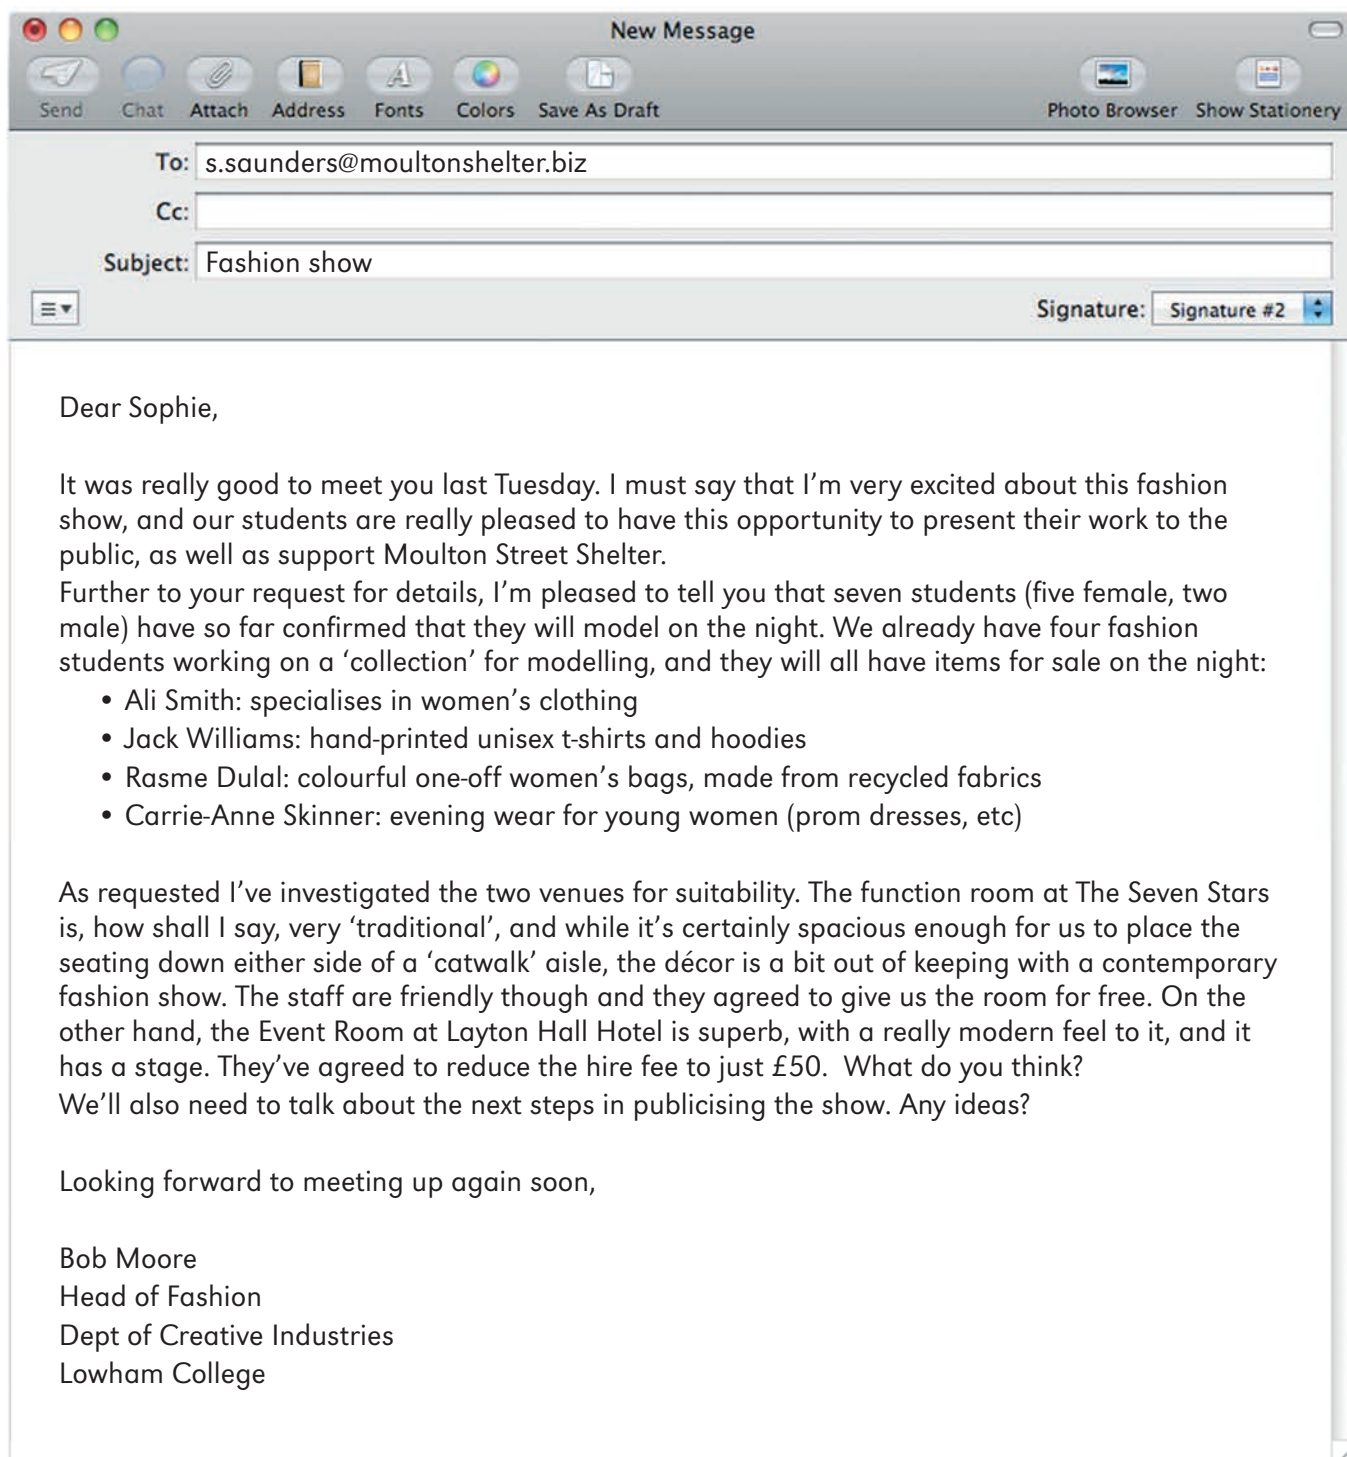 New Message
Send Chat Attach Address Fonts Colors Save As Draft Photo Browser Show Stationery
To: s.saunders@moultonshelter.biz
Cc:
Subject: Fashion show
Signature: Signature #2
Dear Sophie,
It was really good to meet you last Tuesday. I must say that I'm very excited about this fashion
show, and our students are really pleased to have this opportunity to present their work to the
public, as well as support Moulton Street Shelter.
Further to your request for details, I'm pleased to tell you that seven students (five female, two
male) have so far confirmed that they will model on the night. We already have four fashion
students working on a 'collection' for modelling, and they will all have items for sale on the night:
• Ali Smith: specialises in women's clothing
• Jack Williams: hand-printed unisex t-shirts and hoodies
• Rasme Dulal: colourful one-off women's bags, made from recycled fabrics
• Carrie-Anne Skinner: evening wear for young women (prom dresses, etc)
As requested I've investigated the two venues for suitability. The function room at The Seven Stars
is, how shall I say, very 'traditional', and while it's certainly spacious enough for us to place the
seating down either side of a 'catwalk' aisle, the décor is a bit out of keeping with a contemporary
fashion show. The staff are friendly though and they agreed to give us the room for free. On the
other hand, the Event Room at Layton Hall Hotel is superb, with a really modern feel to it, and it
has a stage. They've agreed to reduce the hire fee to just £50. What do you think?
We'll also need to talk about the next steps in publicising the show. Any ideas?
Looking forward to meeting up again soon,
Bob Moore
Head of Fashion
Dept of Creative Industries
Lowham College